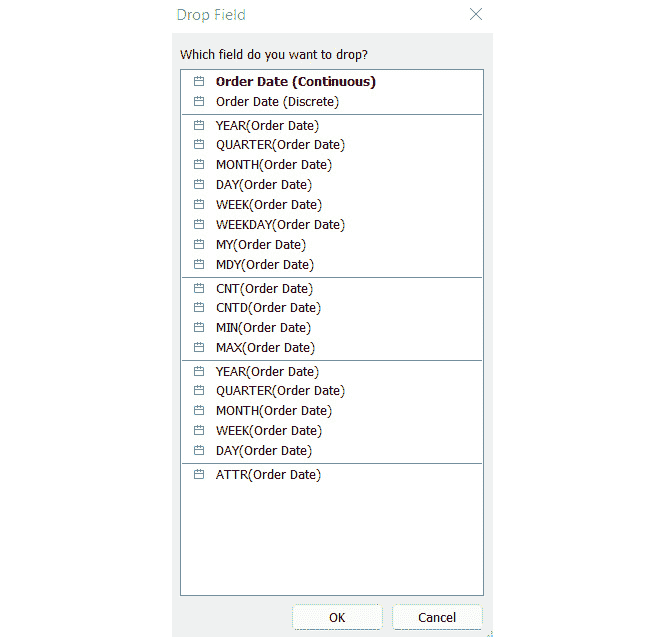 Drop Field
Which field do you want to drop?
Order Date (Continuous)
Order Date (Discrete)
YEAR(Order Date)
QUARTER(Order Date)
MONTH(Order Date)
DAY(Order Date)
WEEK(Order Date)
WEEKDAY(Order Date)
MY(Order Date)
MDY(Order Date)
CNT(Order Date)
CNTD(Order Date)
MIN(Order Date)
MAX(Order Date)
YEAR(Order Date)
QUARTER(Order Date)
MONTH(Order Date)
WEEK(Order Date)
DAY(Order Date)
ATTR(Order Date)
OK Cancel